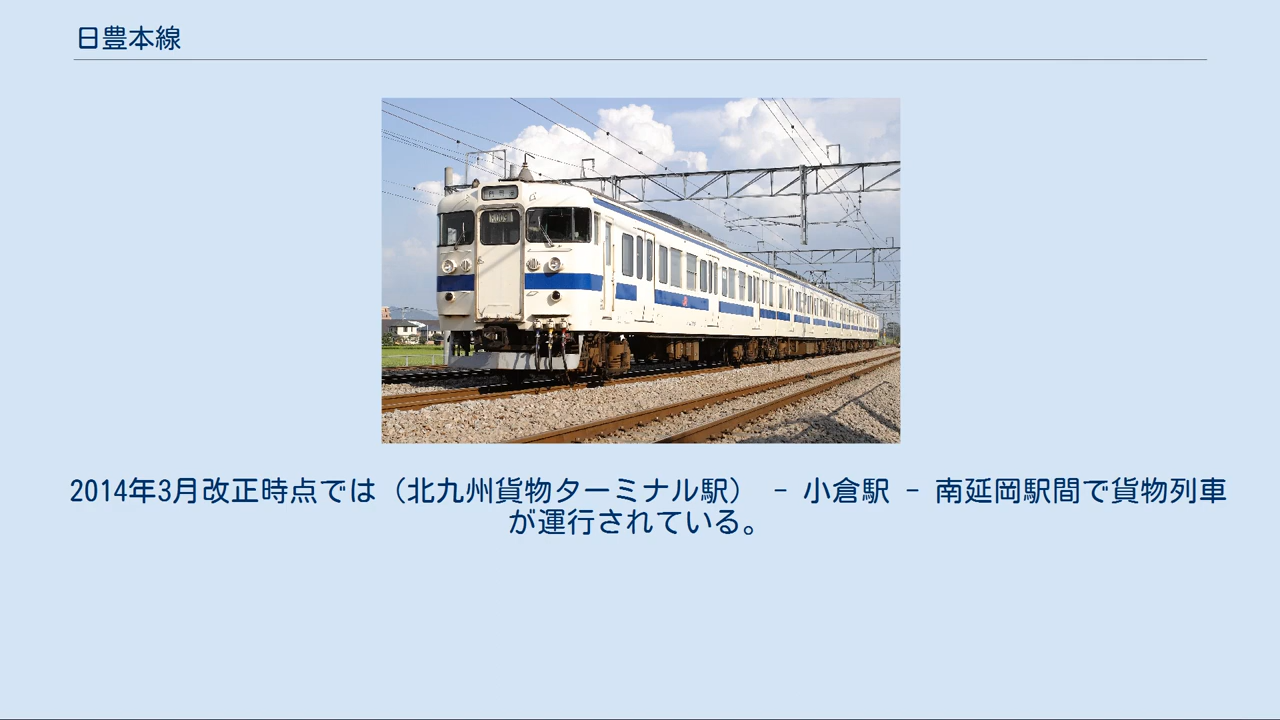 日豊本線
2014年3月改正時点では（北九州貨物ターミナル駅） - 小倉駅 - 南延岡駅間で貨物列車
が運行されている。